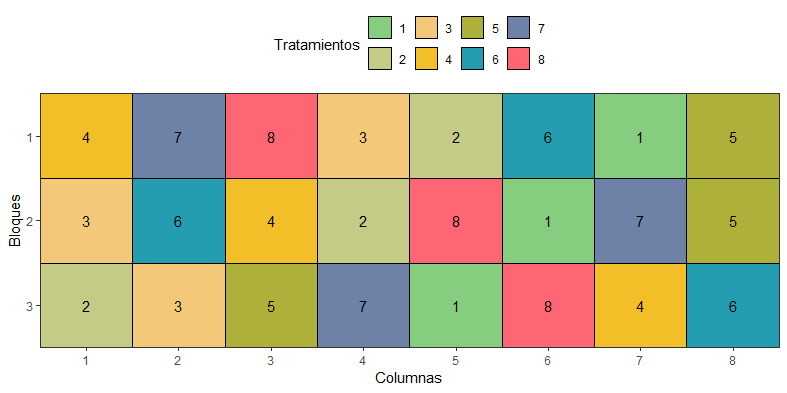 Tratamientos 1 3 5 7
2 4 6 8
1 4 7 8 3 2 6 1 5
Bloques
2 3 6 4 2 8 1 7 5
3 2 3 5 7 1 8 4 6
1 2 3 4 5 6 7 8
Columnas